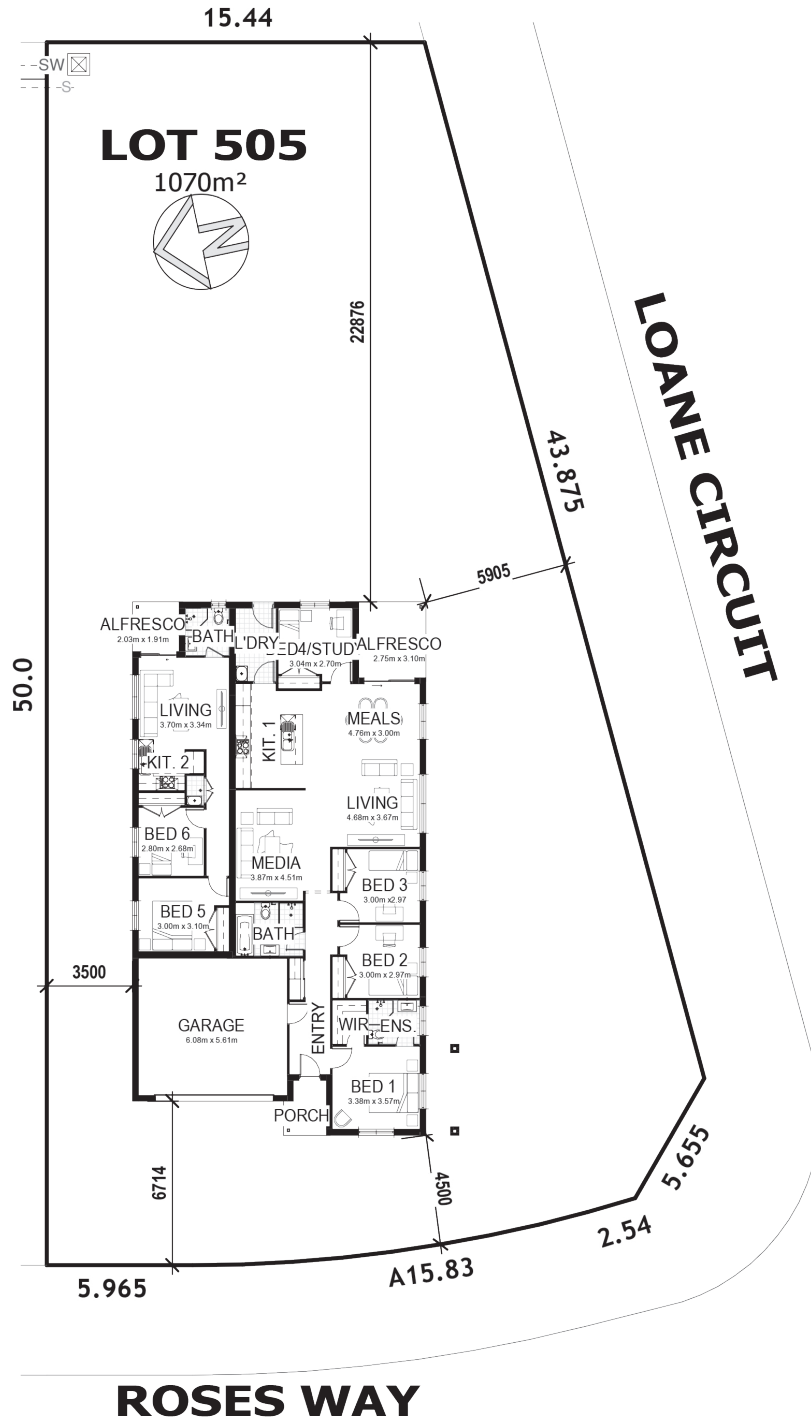 15.44
SW
S
LOT 505
1070m²
N
22876
LOANE CIRCUIT
43.875
5905
50.0
ALFRESCO
2.03m x 1.91m
BATH
L'DRY
BED4/STUDY
3.04m x 2.70m
ALFRESCO
2.75m x 3.10m
LIVING
3.70m x 3.34m
KIT. 1
MEALS
4.76m x 3.00m
KIT. 2
LIVING
4.68m x 3.67m
BED 6
2.80m x 2.68m
MEDIA
3.87m x 4.51m
BED 3
3.00m x2.97
BED 5
3.00m x 3.10m
BATH
BED 2
3.00m x 2.97m
3500
GARAGE
6.08m x 5.61m
ENTRY
WIR
ENS.
BED 1
3.38m x 3.57m
PORCH
6714
4500
5.655
2.54
A15.83
5.965
ROSES WAY